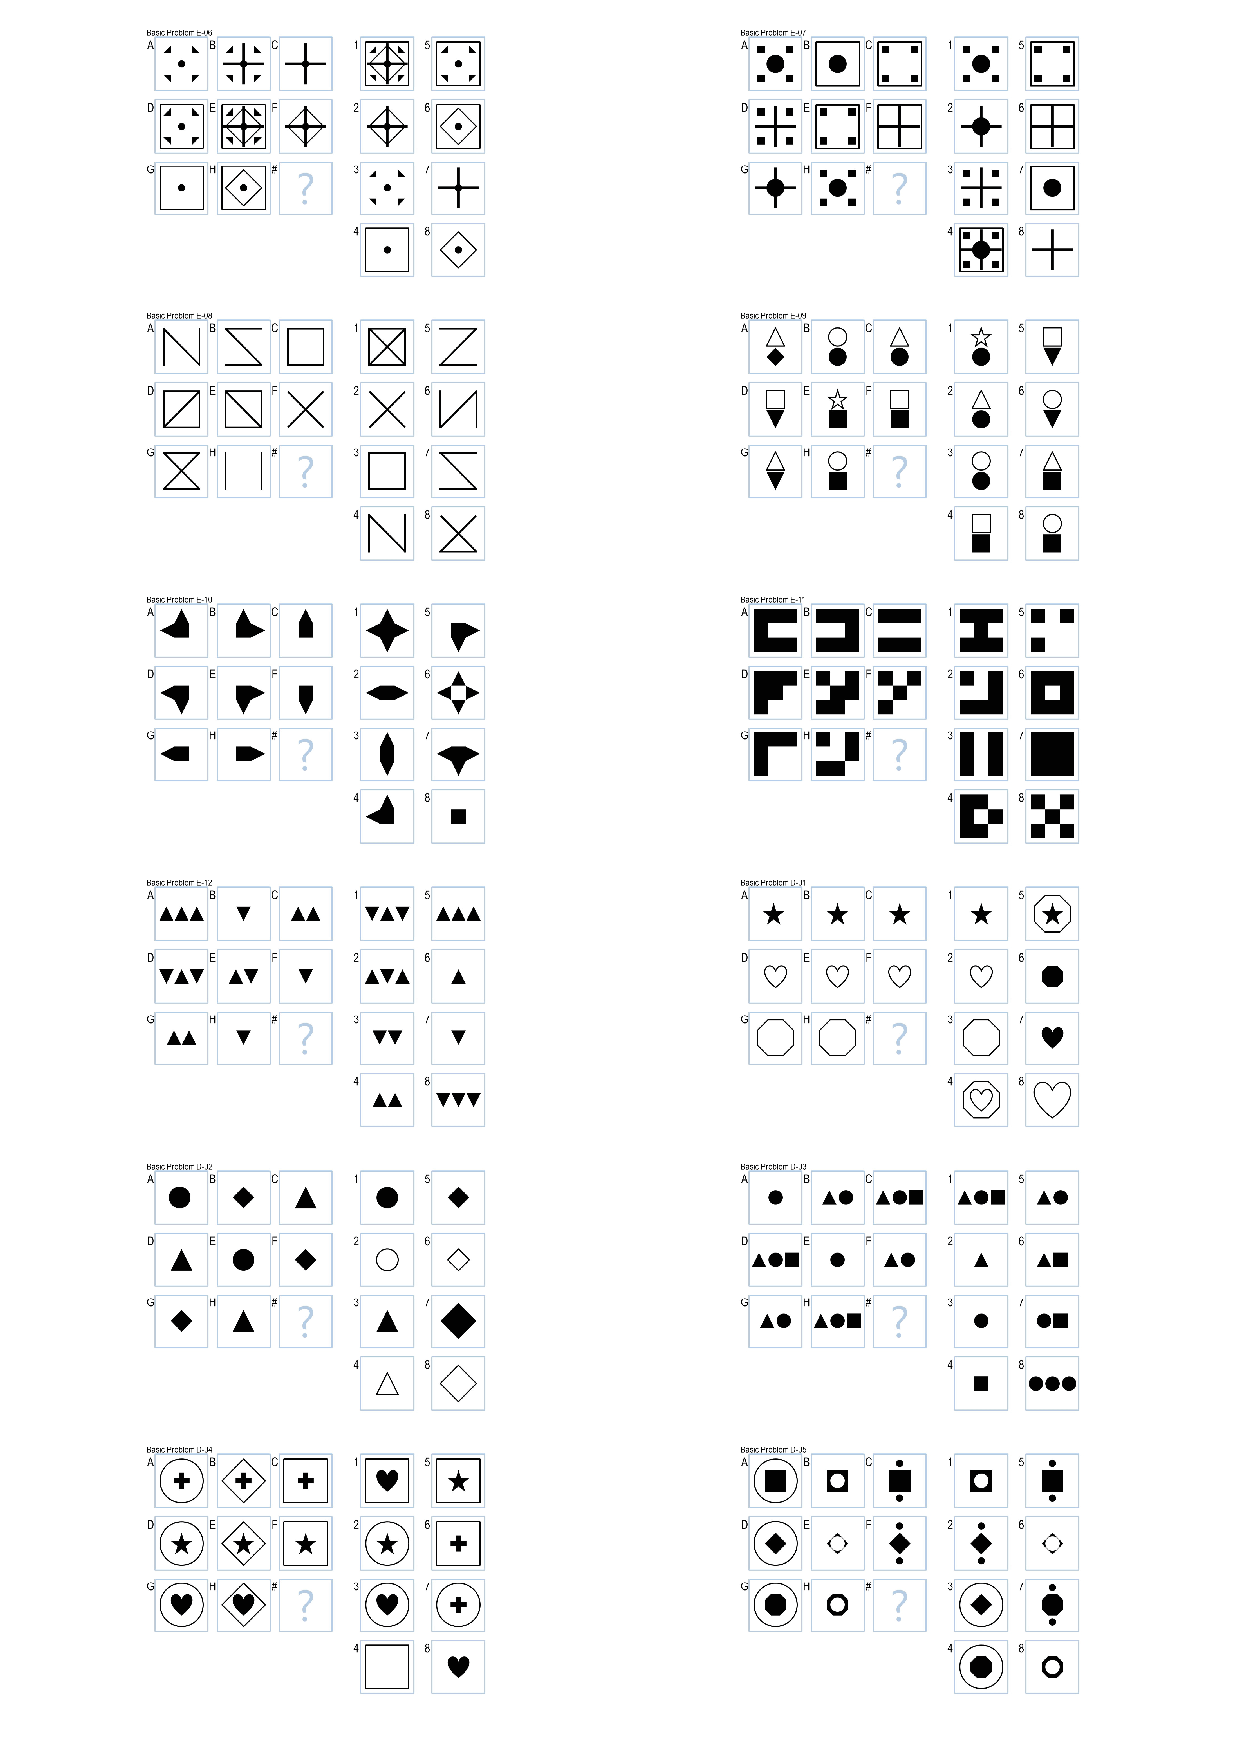 Basic Problem E-06
A B C 1 5
D E F 2 6
G H # ? 3 7
4 8
Basic Problem E-07
A B C 1 5
D E F 2 6
G H # ? 3 7
4 8
Basic Problem E-08
A B C 1 5
D E F 2 6
G H # ? 3 7
4 8
Basic Problem E-09
A B C 1 5
D E F 2 6
G H # ? 3 7
4 8
Basic Problem E-10
A B C 1 5
D E F 2 6
G H # ? 3 7
4 8
Basic Problem E-11
A B C 1 5
D E F 2 6
G H # ? 3 7
4 8
Basic Problem E-12
A B C 1 5
D E F 2 6
G H # ? 3 7
4 8
Basic Problem D-01
A B C 1 5
D E F 2 6
G H # ? 3 7
4 8
Basic Problem D-02
A B C 1 5
D E F 2 6
G H # ? 3 7
4 8
Basic Problem D-03
A B C 1 5
D E F 2 6
G H # ? 3 7
4 8
Basic Problem D-04
A B C 1 5
D E F 2 6
G H # ? 3 7
4 8
Basic Problem D-05
A B C 1 5
D E F 2 6
G H # ? 3 7
4 8